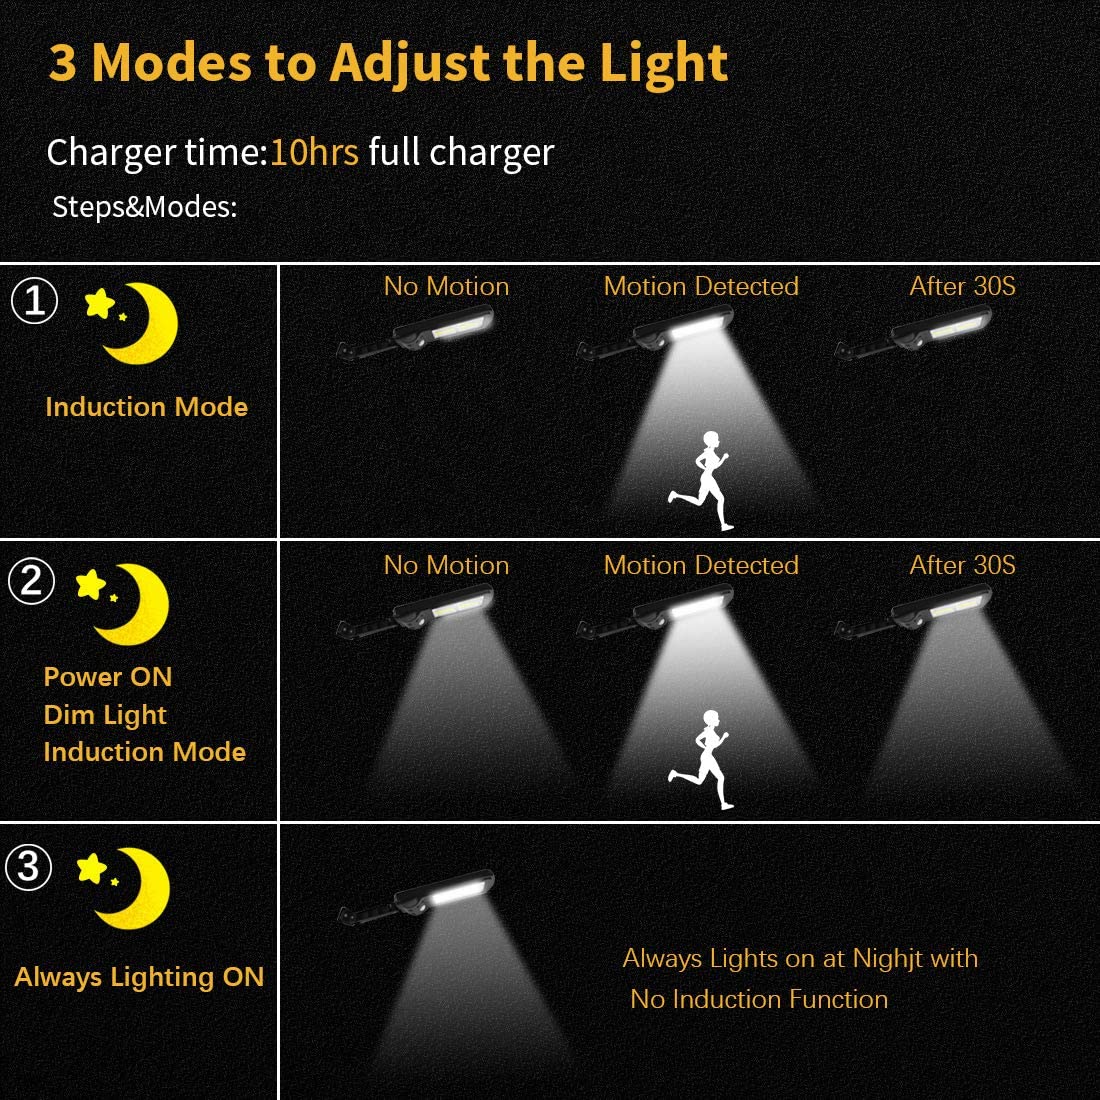 3 Modes to Adjust the Light
Charger time:10hrs full charger
Steps&Modes:
1
Induction Mode
No Motion
Motion Detected
After 30S
2
Power ON
Dim Light
Induction Mode
No Motion
Motion Detected
After 30S
3
Always Lighting ON
Always Lights on at Nighjt with
No Induction Function